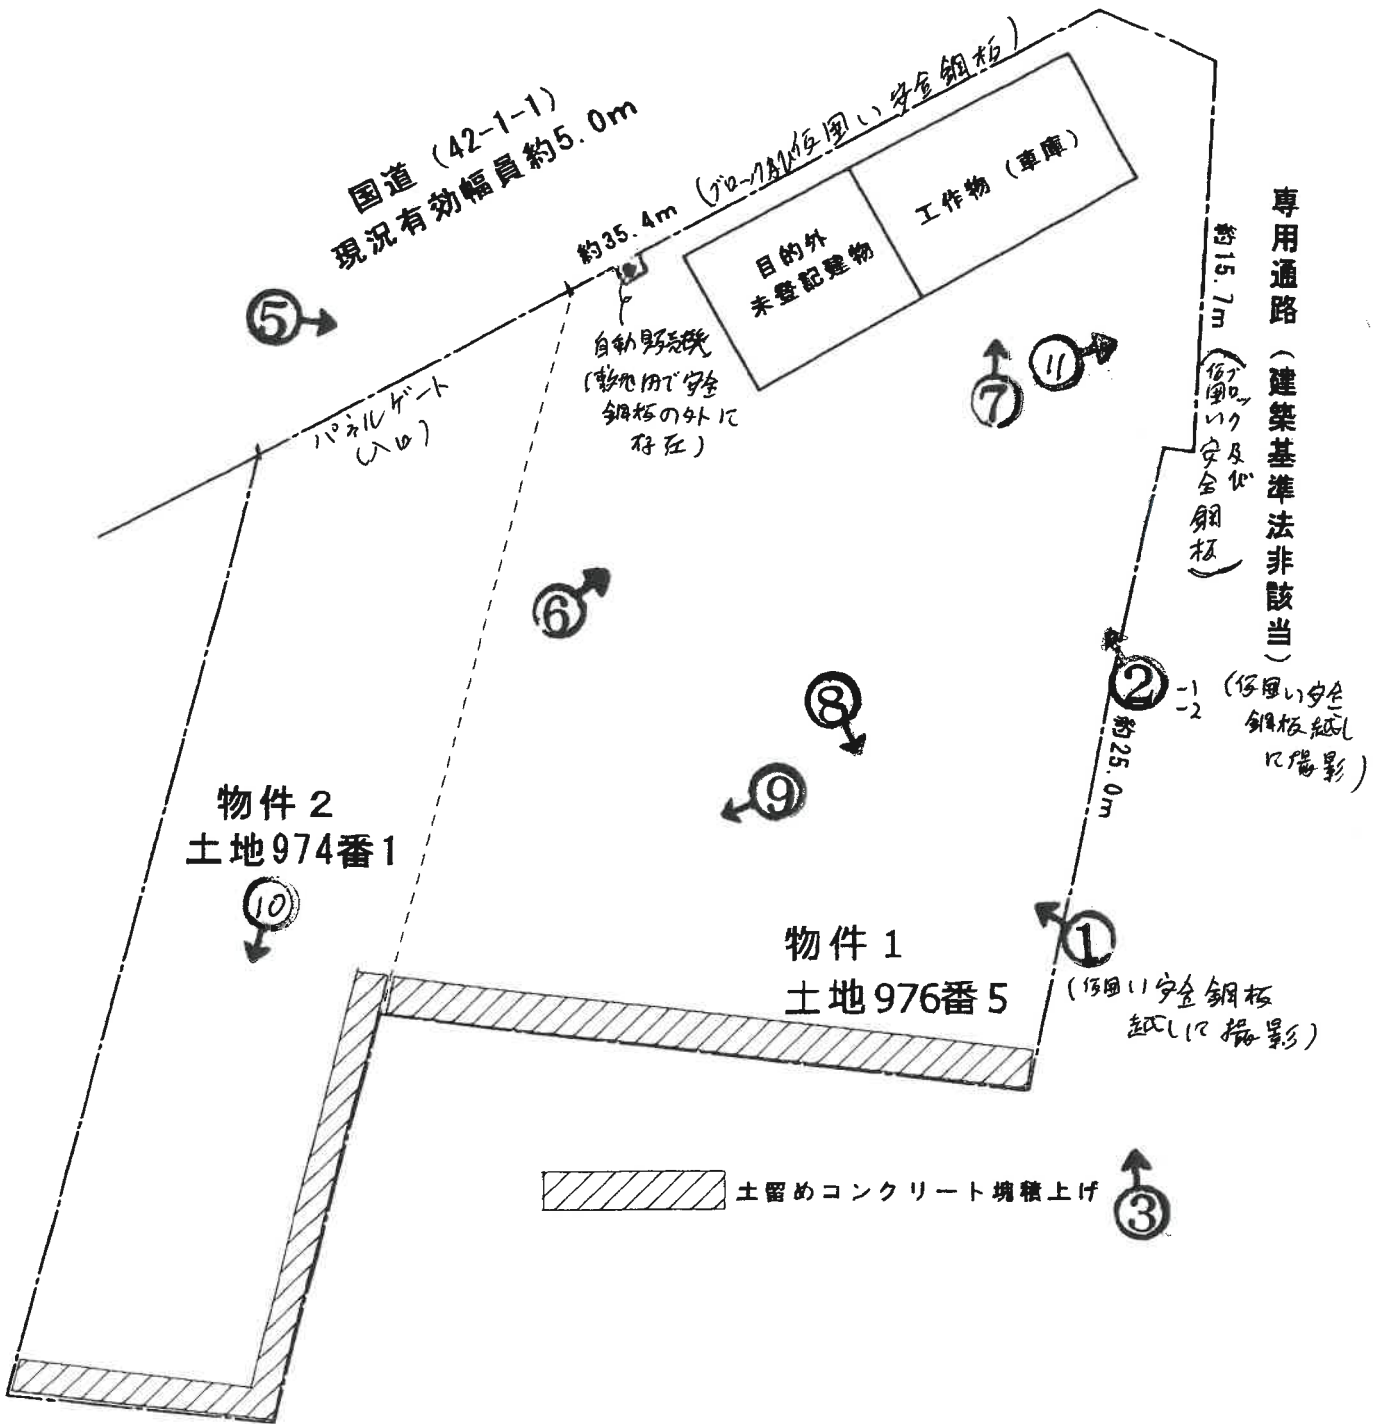 国道（42-1-1）
現況有効幅員約5.0m
約35.4m
(ブロック及び仮囲い安全鋼板)
工作物（車庫）
目的外
未登記建物
専用通路（建築基準法非該当）
約15.7m
(ブロック及び
仮囲い安全鋼板)
⑤
自動販売機
(敷地内で安全
鋼板の外に
存在)
⑪
⑦
パネルゲート
(入口)
⑥
②
-1
-2
(仮囲い安全
鋼板越し
に撮影)
⑧
約25.0m
⑨
物件２
土地974番1
⑩
①
物件１
土地976番5
(仮囲い安全鋼板
越しに撮影)
土留めコンクリート塊積上げ
③